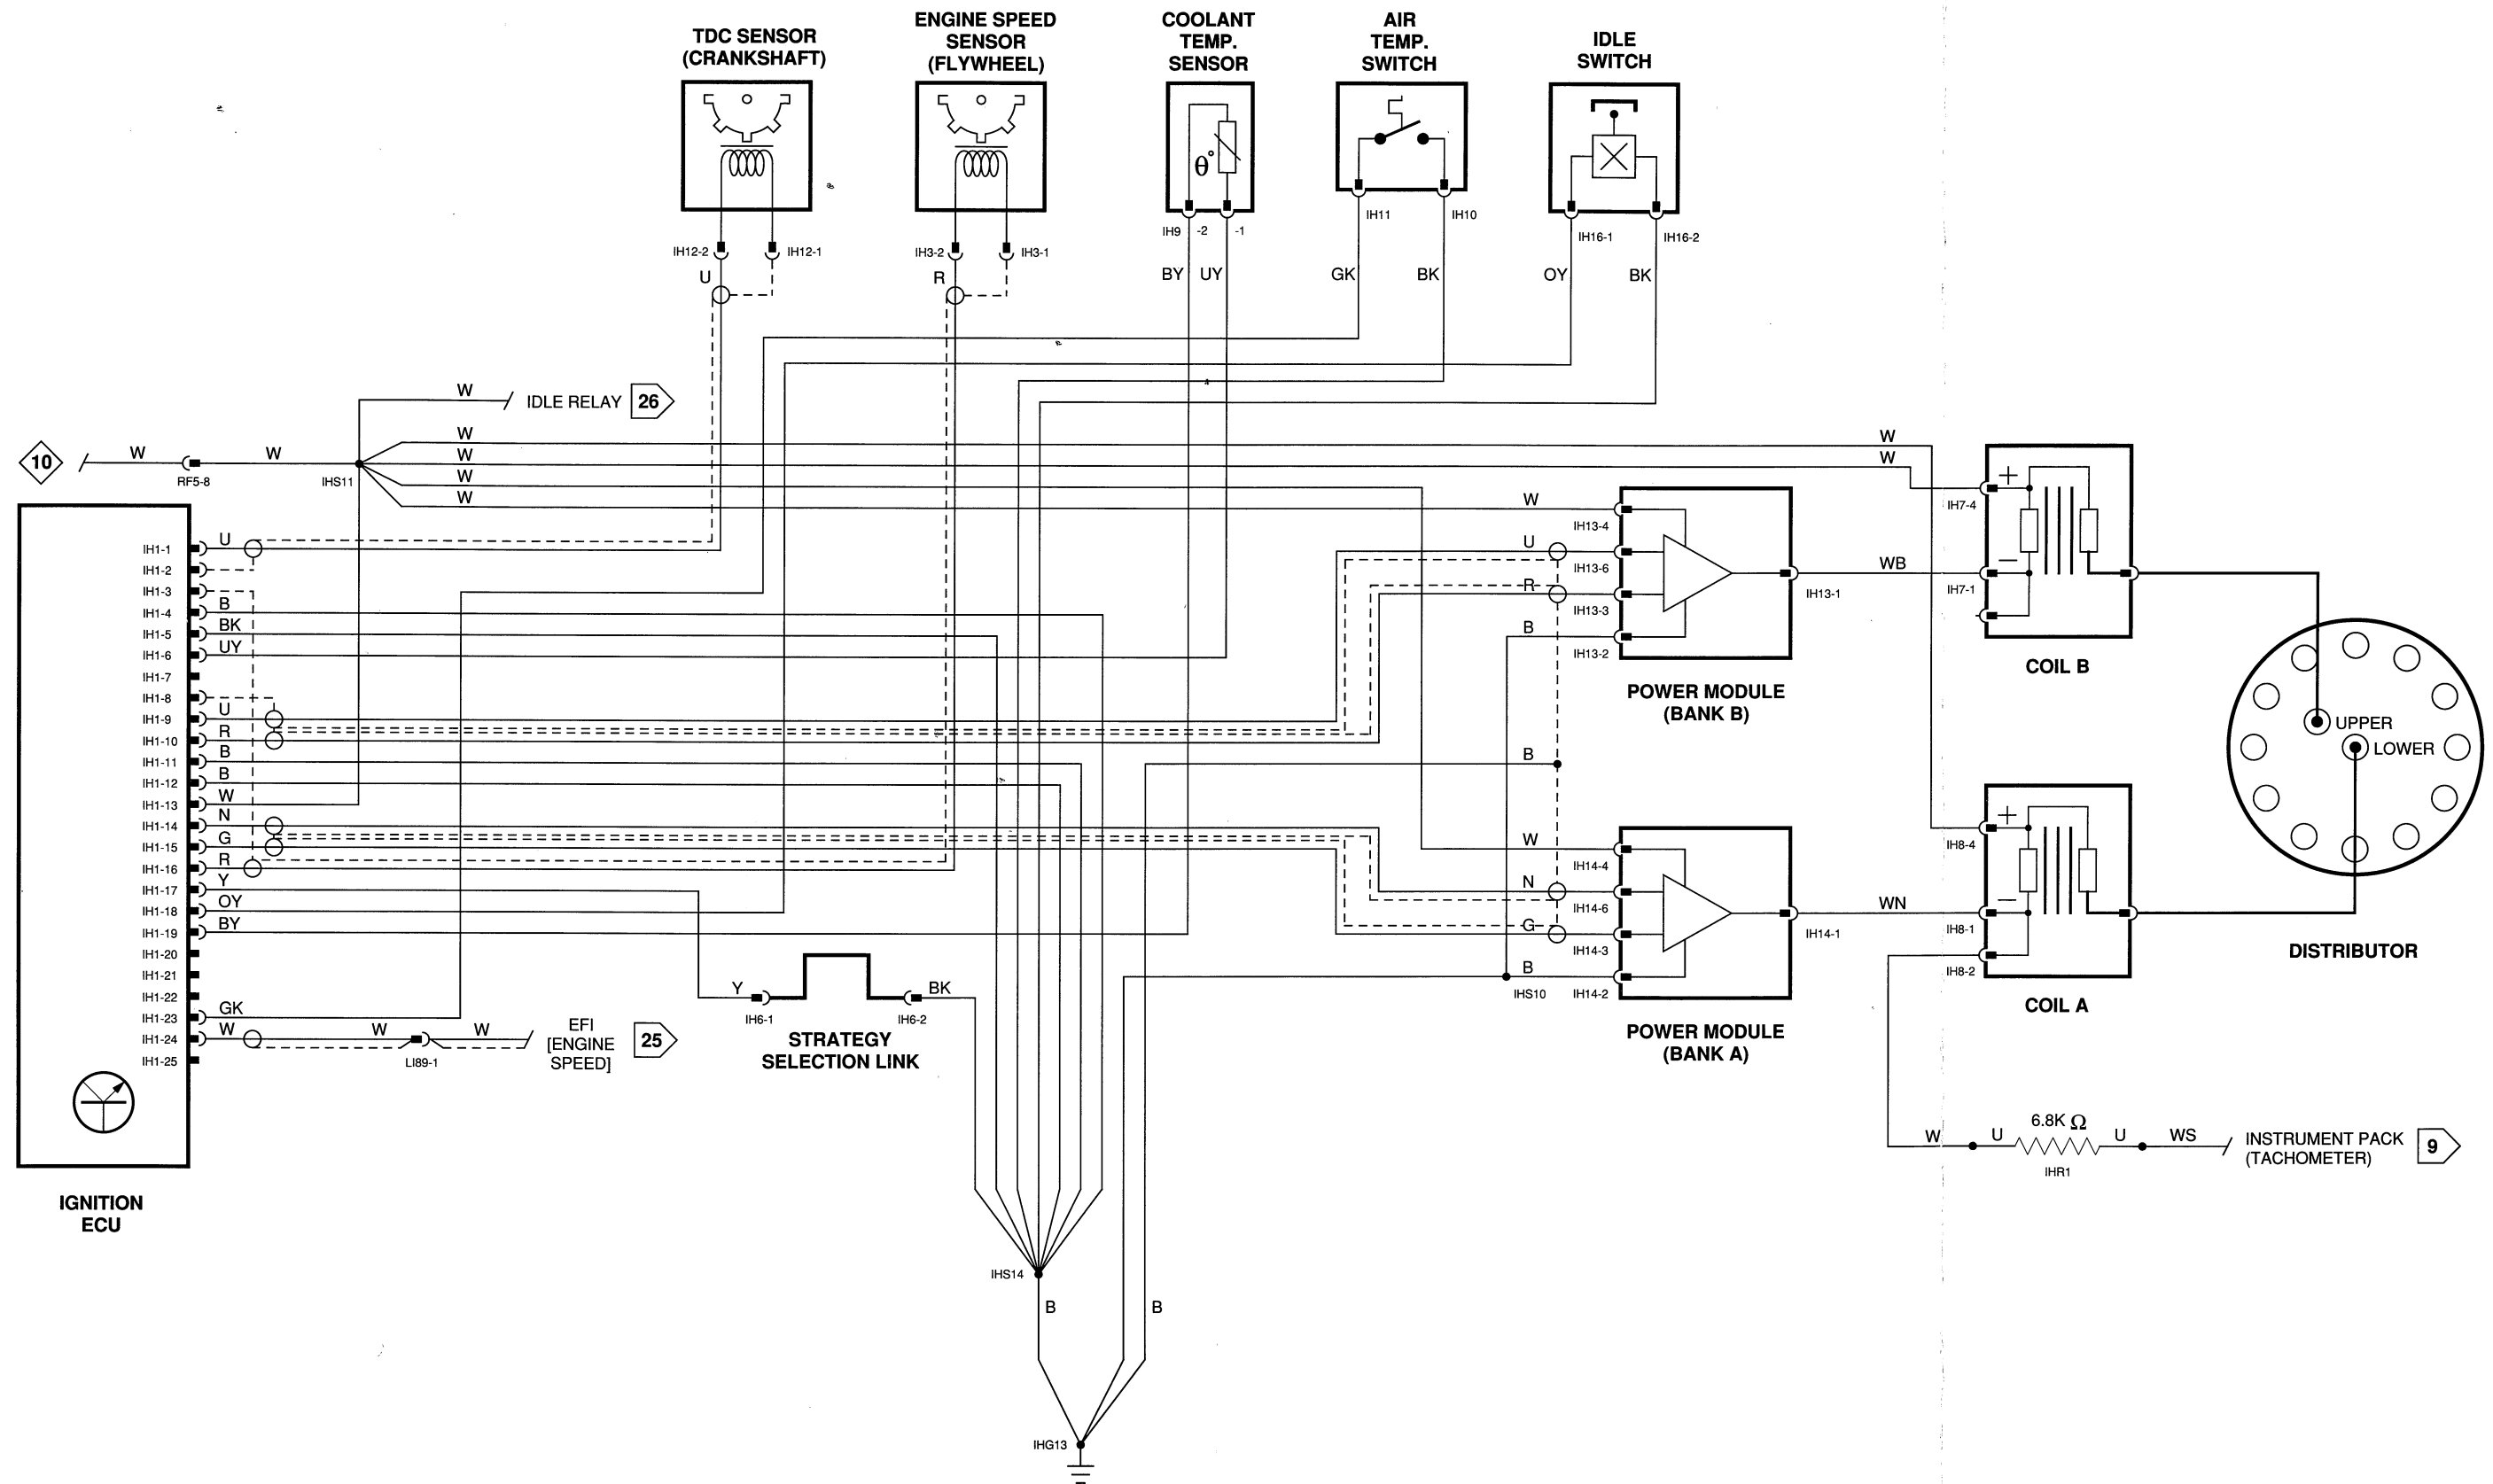 TDC SENSOR
(CRANKSHAFT)
ENGINE SPEED
SENSOR
(FLYWHEEL)
COOLANT
TEMP.
SENSOR
AIR
TEMP.
SWITCH
IDLE
SWITCH
θ°
IH12-2
IH12-1
IH3-2
IH3-1
IH9 -2 -1
IH11
IH10
IH16-1
IH16-2
U
R
BY
UY
GK
BK
OY
BK
W
IDLE RELAY 26
10
W
RF5-8
W
IHS11
W
W
W
W
W
W
IH1-1 U
IH1-2
IH1-3
IH1-4 B
IH1-5 BK
IH1-6 UY
IH1-7
IH1-8
IH1-9 U
IH1-10 R
IH1-11 B
IH1-12 B
IH1-13 W
IH1-14 N
IH1-15 G
IH1-16 R
IH1-17 Y
IH1-18 OY
IH1-19 BY
IH1-20
IH1-21
IH1-22
IH1-23 GK
IH1-24 W
IH1-25
W
LI89-1
W
EFI
[ENGINE
SPEED]
25
IGNITION
ECU
Y
IH6-1
BK
IH6-2
STRATEGY
SELECTION LINK
W
IH13-4
U
IH13-6
R
IH13-3
B
IH13-2
IH13-1
WB
POWER MODULE
(BANK B)
B
W
IH14-4
N
IH14-6
G
IH14-3
B
IHS10
IH14-2
IH14-1
WN
POWER MODULE
(BANK A)
+
IH7-4
−
IH7-1
COIL B
+
IH8-4
−
IH8-1
IH8-2
COIL A
UPPER
LOWER
DISTRIBUTOR
W
U
6.8K Ω
IHR1
U
WS
INSTRUMENT PACK
(TACHOMETER)
9
IHS14
B
B
IHG13